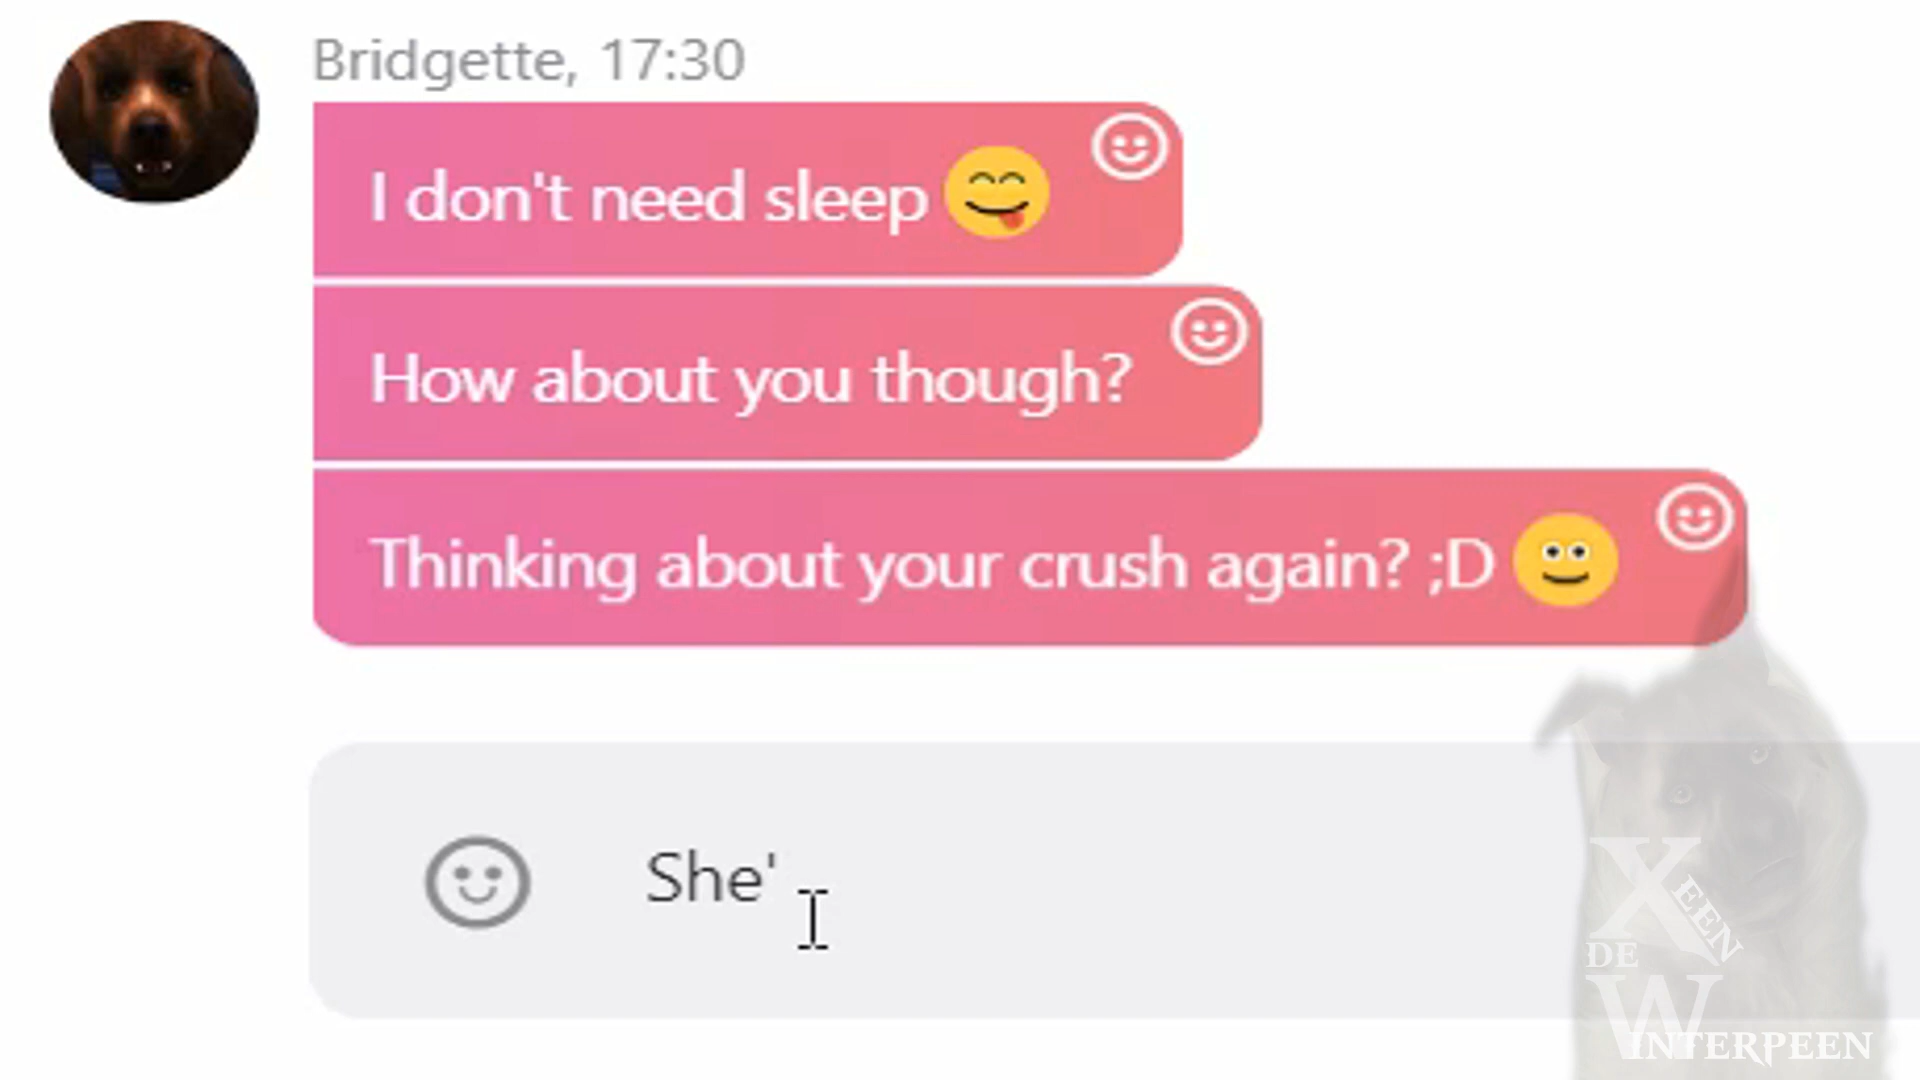 Bridgette, 17:30
I don't need sleep 😋
How about you though?
Thinking about your crush again? ;D 🙂
She'
XEEN
DE
WINTERPEEN